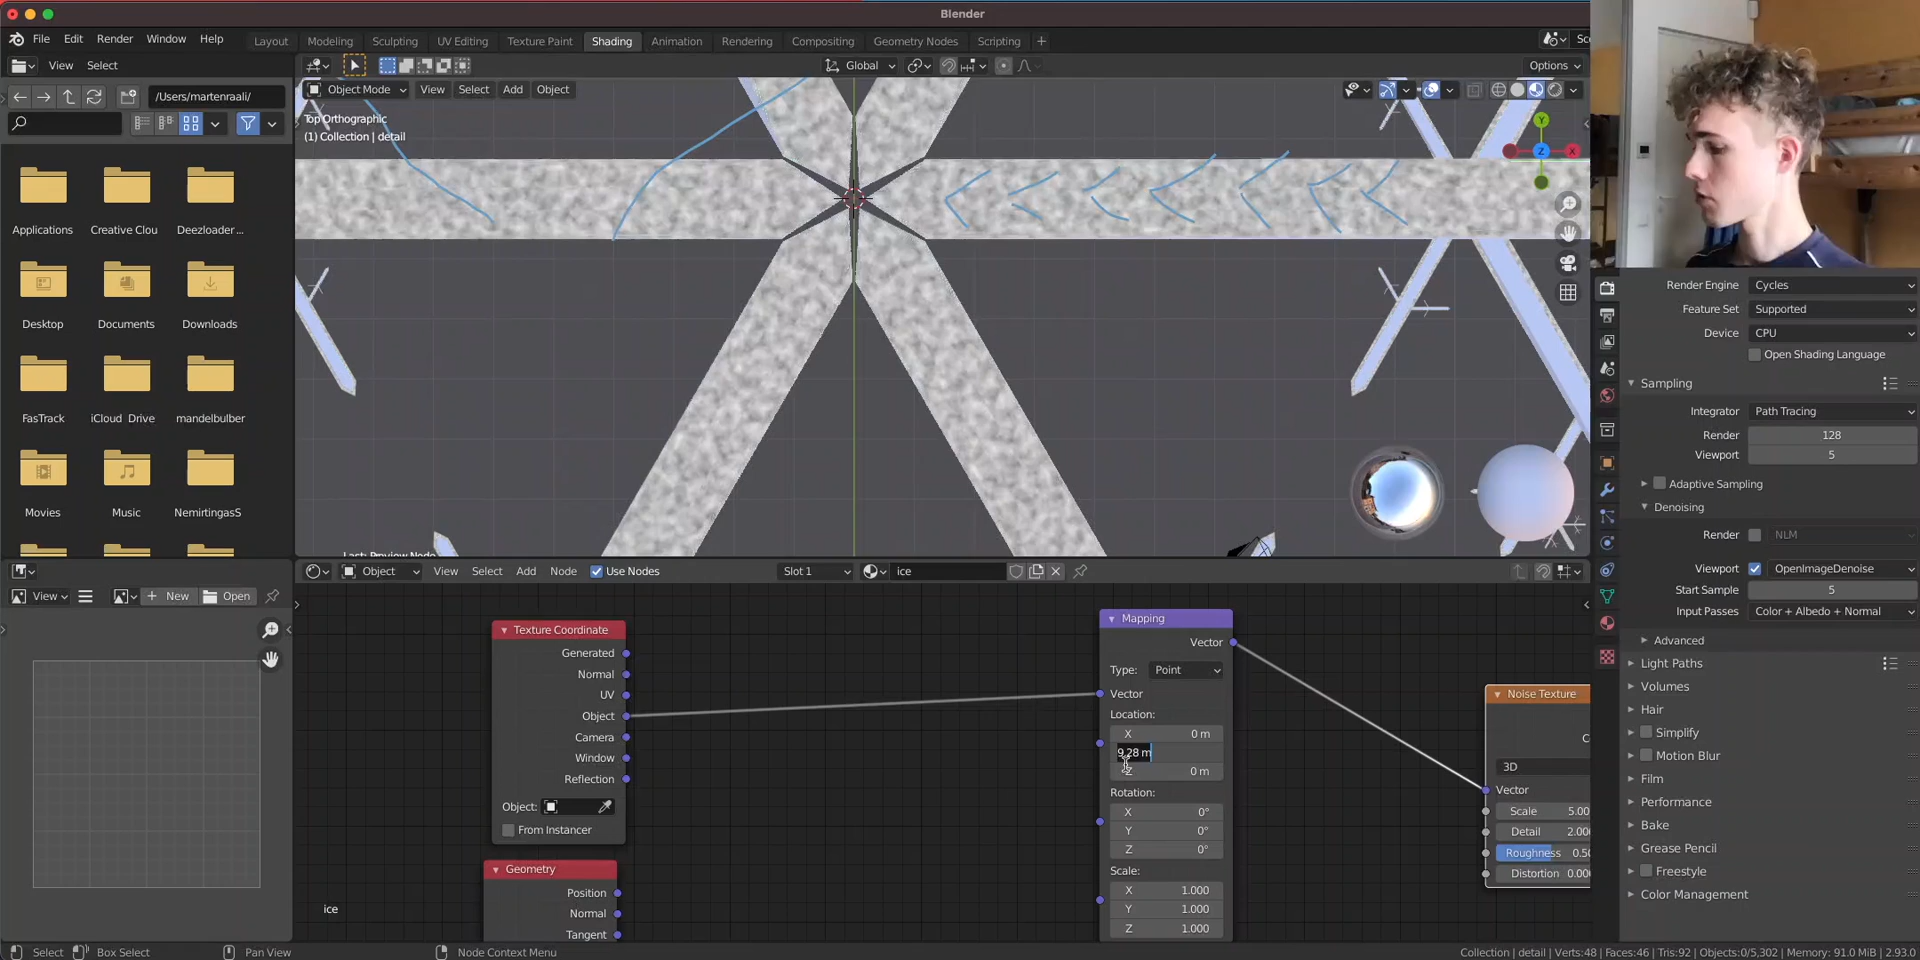 Blender
File Edit Render Window Help
Layout Modeling Sculpting UV Editing Texture Paint Shading Animation Rendering Compositing Geometry Nodes Scripting +
View Select
Global
Options
/Users/martenraali/
Object Mode View Select Add Object
Top Orthographic
(1) Collection | detail
Y
Z
X
Applications Creative Clou Deezloader...
Desktop Documents Downloads
FasTrack iCloud Drive mandelbulber
Movies Music NemirtingasS
Last: Preview Node
Render Engine Cycles
Feature Set Supported
Device CPU
Open Shading Language
Sampling
Integrator Path Tracing
Render 128
Viewport 5
Adaptive Sampling
Denoising
Render NLM
Viewport OpenImageDenoise
Start Sample 5
Input Passes Color + Albedo + Normal
Advanced
Light Paths
Volumes
Hair
Simplify
Motion Blur
Film
Performance
Bake
Grease Pencil
Freestyle
Color Management
Object View Select Add Node Use Nodes Slot 1 ice
View + New Open
Texture Coordinate
Generated
Normal
UV
Object
Camera
Window
Reflection
Object:
From Instancer
Geometry
Position
Normal
Tangent
Mapping
Vector
Type: Point
Vector
Location:
X 0 m
9.28 m
Z 0 m
Rotation:
X 0°
Y 0°
Z 0°
Scale:
X 1.000
Y 1.000
Z 1.000
Noise Texture
3D
Vector
Scale 5.00
Detail 2.00
Roughness 0.50
Distortion 0.00
ice
Select Box Select Pan View Node Context Menu
Collection | detail | Verts:48 | Faces:46 | Tris:92 | Objects:0/5,302 | Memory: 91.0 MiB | 2.93.0